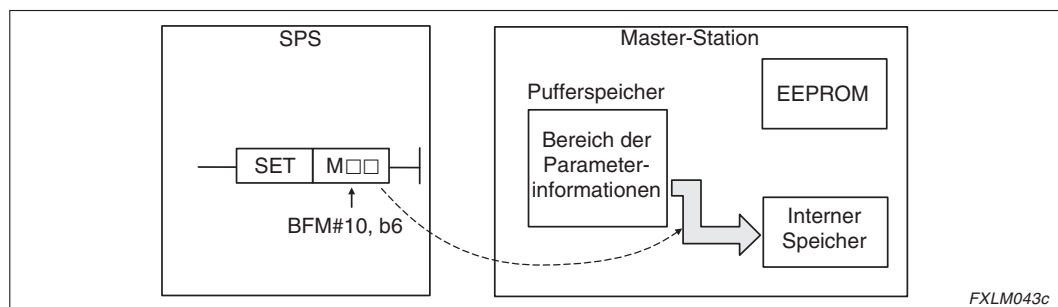 SPS
SET M□□
BFM#10, b6
Master-Station
Pufferspeicher
Bereich der
Parameter-
informationen
EEPROM
Interner
Speicher
FXLM043c